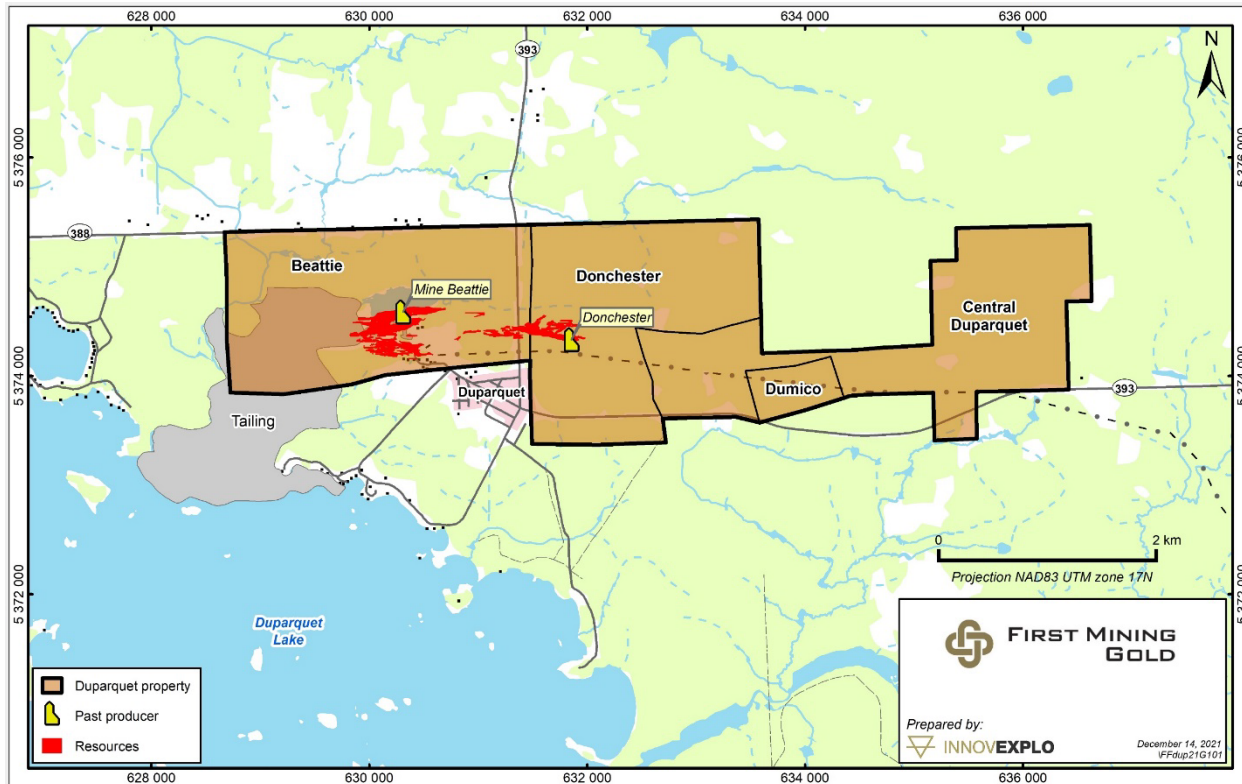 628 000
630 000
632 000
634 000
636 000
393
N
5 376 000
5 376 000
388
Beattie
Mine Beattie
Donchester
Donchester
Central
Duparquet
5 374 000
5 374 000
Duparquet
Dumico
393
Tailing
0
2 km
Projection NAD83 UTM zone 17N
5 372 000
5 372 000
Duparquet
Lake
FIRST MINING
GOLD
Duparquet property
Past producer
Resources
Prepared by:
INNOVEXPLO
December 14, 2021
\FFdup21G101
628 000
630 000
632 000
634 000
636 000